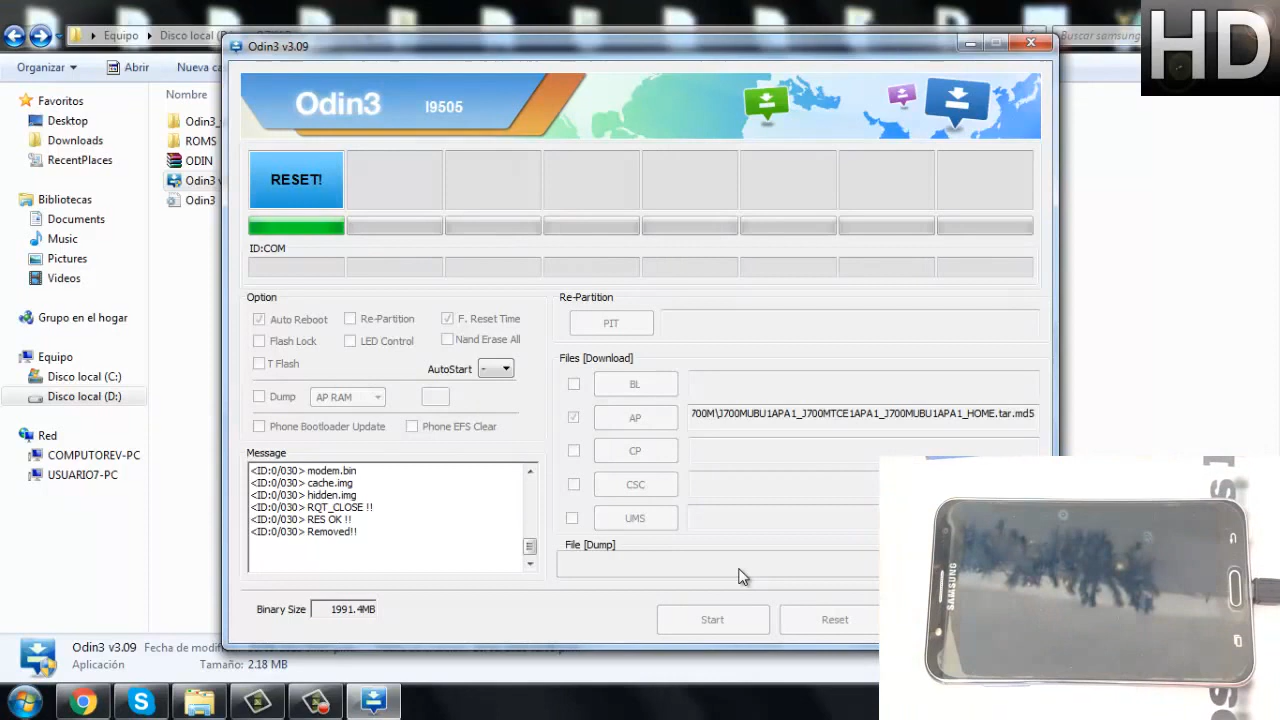 Equipo
Disco local (
Buscar samsung
HD
Odin3 v3.09
Organizar
Abrir
Nueva ca
Odin3 I9505
Favoritos
Desktop
Downloads
RecentPlaces
Bibliotecas
Documents
Music
Pictures
Videos
Grupo en el hogar
Equipo
Disco local (C:)
Disco local (D:)
Red
COMPUTOREV-PC
USUARIO7-PC
Nombre
Odin3_
ROMS
ODIN
Odin3 v
Odin3
RESET!
ID:COM
Option
Auto Reboot
Re-Partition
F. Reset Time
Flash Lock
LED Control
Nand Erase All
T Flash
AutoStart
-
Dump
AP RAM
Phone Bootloader Update
Phone EFS Clear
Message
<ID:0/030> modem.bin
<ID:0/030> cache.img
<ID:0/030> hidden.img
<ID:0/030> RQT_CLOSE !!
<ID:0/030> RES OK !!
<ID:0/030> Removed!!
Re-Partition
PIT
Files [Download]
BL
AP
700M\J700MUBU1APA1_J700MTCE1APA1_J700MUBU1APA1_HOME.tar.md5
CP
CSC
UMS
File [Dump]
Binary Size
1991.4MB
Start
Reset
SAMSUNG
Odin3 v3.09
Fecha de modif
Aplicación
Tamaño: 2.18 MB